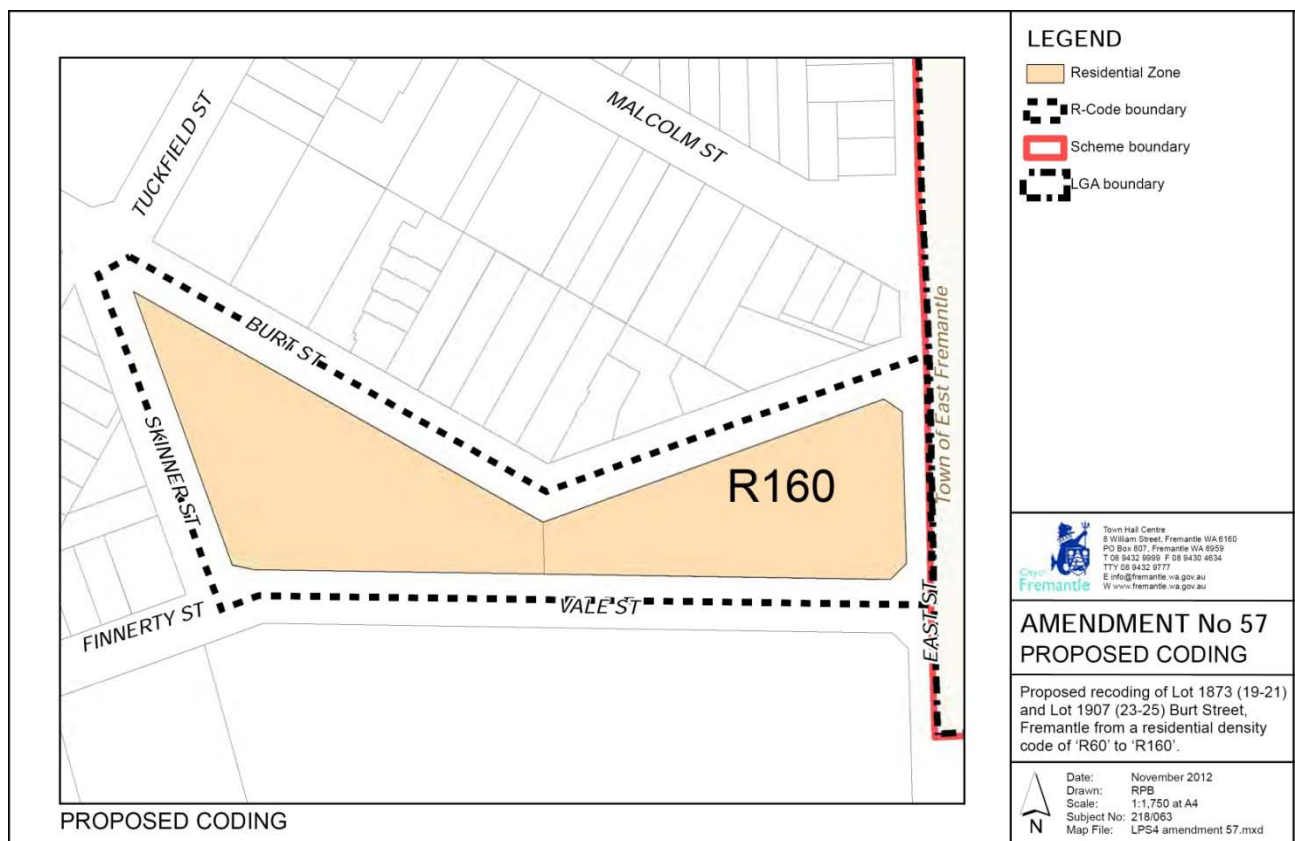 TUCKFIELD ST
MALCOLM ST
BURT ST
SKINNER ST
R160
Town of East Fremantle
VALE ST
EAST ST
FINNERTY ST
PROPOSED CODING
LEGEND
Residential Zone
R-Code boundary
Scheme boundary
LGA boundary
City of
Fremantle
Town Hall Centre
8 William Street, Fremantle WA 6160
PO Box 807, Fremantle WA 6959
T 08 9432 9999 F 08 9430 4634
TTY 08 9432 9777
E info@fremantle.wa.gov.au
W www.fremantle.wa.gov.au
AMENDMENT No 57
PROPOSED CODING
Proposed recoding of Lot 1873 (19-21)
and Lot 1907 (23-25) Burt Street,
Fremantle from a residential density
code of 'R60' to 'R160'.
N
Date: November 2012
Drawn: RPB
Scale: 1:1,750 at A4
Subject No: 218/063
Map File: LPS4 amendment 57.mxd